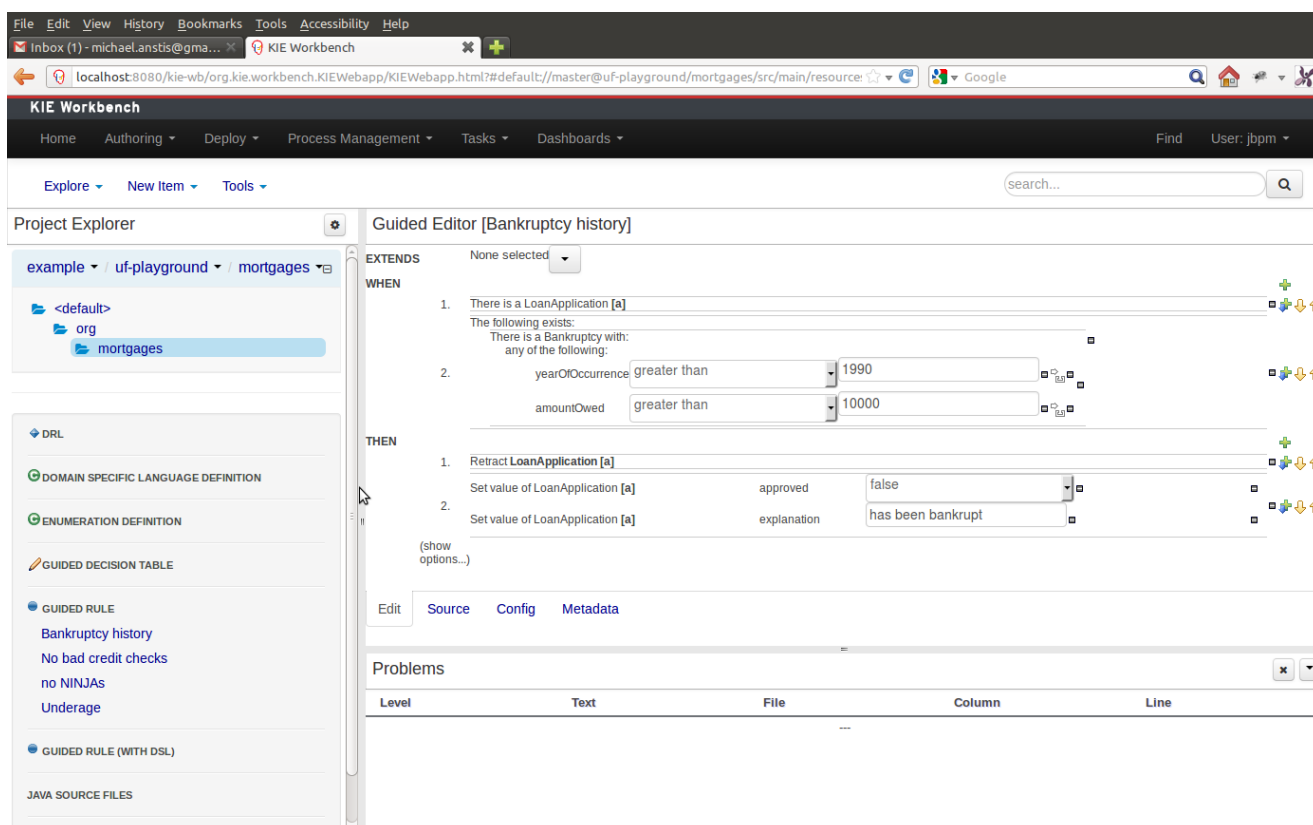 File Edit View History Bookmarks Tools Accessibility Help
Inbox (1) - michael.anstis@gma... KIE Workbench
localhost:8080/kie-wb/org.kie.workbench.KIEWebapp/KIEWebapp.html?#default://master@uf-playground/mortgages/src/main/resource Google
KIE Workbench
Home Authoring Deploy Process Management Tasks Dashboards Find User: jbpm
Explore New Item Tools search...
Project Explorer
Guided Editor [Bankruptcy history]
example / uf-playground / mortgages
<default>
org
mortgages
DRL
DOMAIN SPECIFIC LANGUAGE DEFINITION
ENUMERATION DEFINITION
GUIDED DECISION TABLE
GUIDED RULE
Bankruptcy history
No bad credit checks
no NINJAs
Underage
GUIDED RULE (WITH DSL)
JAVA SOURCE FILES
EXTENDS None selected
WHEN
1. There is a LoanApplication [a]
The following exists:
There is a Bankruptcy with:
any of the following:
2. yearOfOccurrence greater than 1990
amountOwed greater than 10000
THEN
1. Retract LoanApplication [a]
Set value of LoanApplication [a] approved false
2.
Set value of LoanApplication [a] explanation has been bankrupt
(show
options...)
Edit Source Config Metadata
Problems
Level Text File Column Line
---